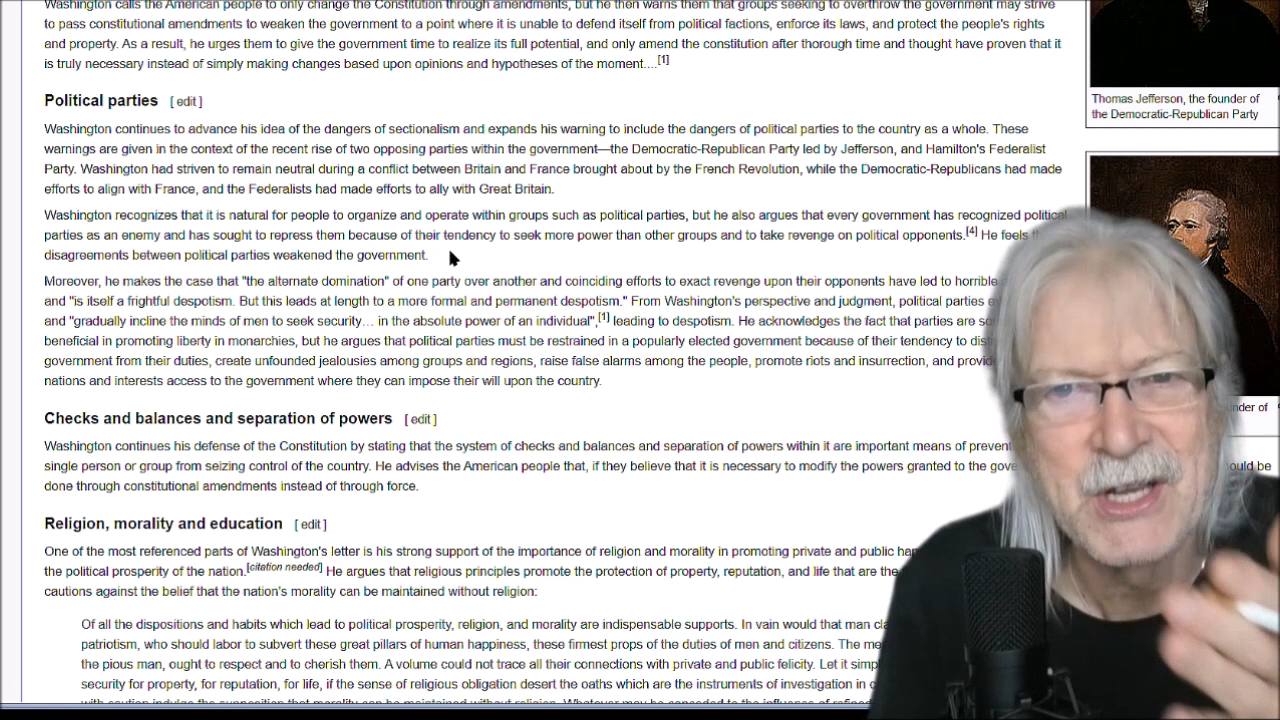 Washington calls the American people to only change the Constitution through amendments, but he then warns them that groups seeking to overthrow the government may strive
to pass constitutional amendments to weaken the government to a point where it is unable to defend itself from political factions, enforce its laws, and protect the people's rights
and property. As a result, he urges them to give the government time to realize its full potential, and only amend the constitution after thorough time and thought have proven that it
is truly necessary instead of simply making changes based upon opinions and hypotheses of the moment....[1]
Political parties [ edit ]
Washington continues to advance his idea of the dangers of sectionalism and expands his warning to include the dangers of political parties to the country as a whole. These
warnings are given in the context of the recent rise of two opposing parties within the government—the Democratic-Republican Party led by Jefferson, and Hamilton's Federalist
Party. Washington had striven to remain neutral during a conflict between Britain and France brought about by the French Revolution, while the Democratic-Republicans had made
efforts to align with France, and the Federalists had made efforts to ally with Great Britain.
Washington recognizes that it is natural for people to organize and operate within groups such as political parties, but he also argues that every government has recognized political
parties as an enemy and has sought to repress them because of their tendency to seek more power than other groups and to take revenge on political opponents.[4] He feels
disagreements between political parties weakened the government.
Moreover, he makes the case that "the alternate domination" of one party over another and coinciding efforts to exact revenge upon their opponents have led to horrible
and "is itself a frightful despotism. But this leads at length to a more formal and permanent despotism." From Washington's perspective and judgment, political parties
and "gradually incline the minds of men to seek security... in the absolute power of an individual",[1] leading to despotism. He acknowledges the fact that parties are
beneficial in promoting liberty in monarchies, but he argues that political parties must be restrained in a popularly elected government because of their tendency to
government from their duties, create unfounded jealousies among groups and regions, raise false alarms among the people, promote riots and insurrection, and
nations and interests access to the government where they can impose their will upon the country.
Checks and balances and separation of powers [ edit ]
Washington continues his defense of the Constitution by stating that the system of checks and balances and separation of powers within it are important means of
single person or group from seizing control of the country. He advises the American people that, if they believe that it is necessary to modify the powers granted to the
done through constitutional amendments instead of through force.
Religion, morality and education [ edit ]
One of the most referenced parts of Washington's letter is his strong support of the importance of religion and morality in promoting private and public
the political prosperity of the nation.[citation needed] He argues that religious principles promote the protection of property, reputation, and life that are the
cautions against the belief that the nation's morality can be maintained without religion:
Of all the dispositions and habits which lead to political prosperity, religion, and morality are indispensable supports. In vain would that man
patriotism, who should labor to subvert these great pillars of human happiness, these firmest props of the duties of men and citizens. The
the pious man, ought to respect and to cherish them. A volume could not trace all their connections with private and public felicity. Let it
security for property, for reputation, for life, if the sense of religious obligation desert the oaths which are the instruments of investigation in
with caution indulge the supposition that morality can be maintained without religion. Whatever may be conceded to the influence of refined
Thomas Jefferson, the founder of
the Democratic-Republican Party
of
be